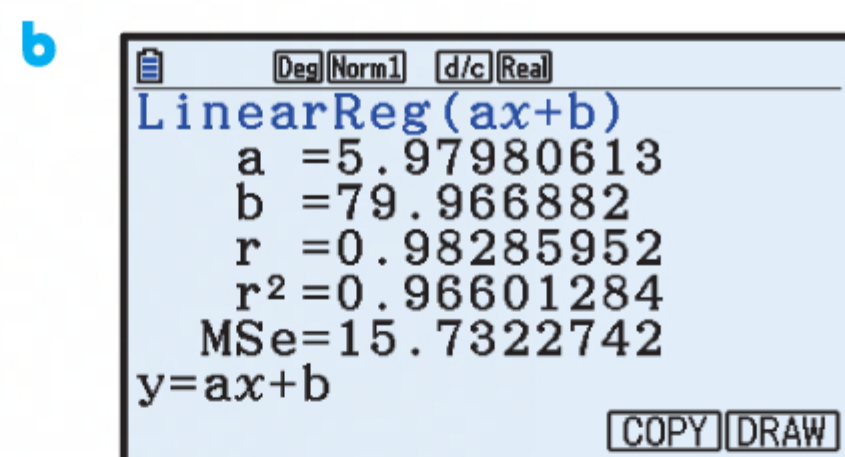 b
Deg Norm1 d/c Real
LinearReg(ax+b)
a =5.97980613
b =79.966882
r =0.98285952
r²=0.96601284
MSe=15.7322742
y=ax+b
COPY DRAW